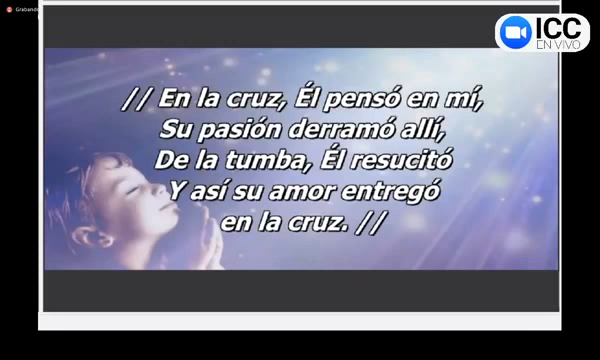 Grabando
ICC
EN VIVO
// En la cruz, Él pensó en mí,
Su pasión derramó allí,
De la tumba, Él resucitó
Y así su amor entregó
en la cruz. //